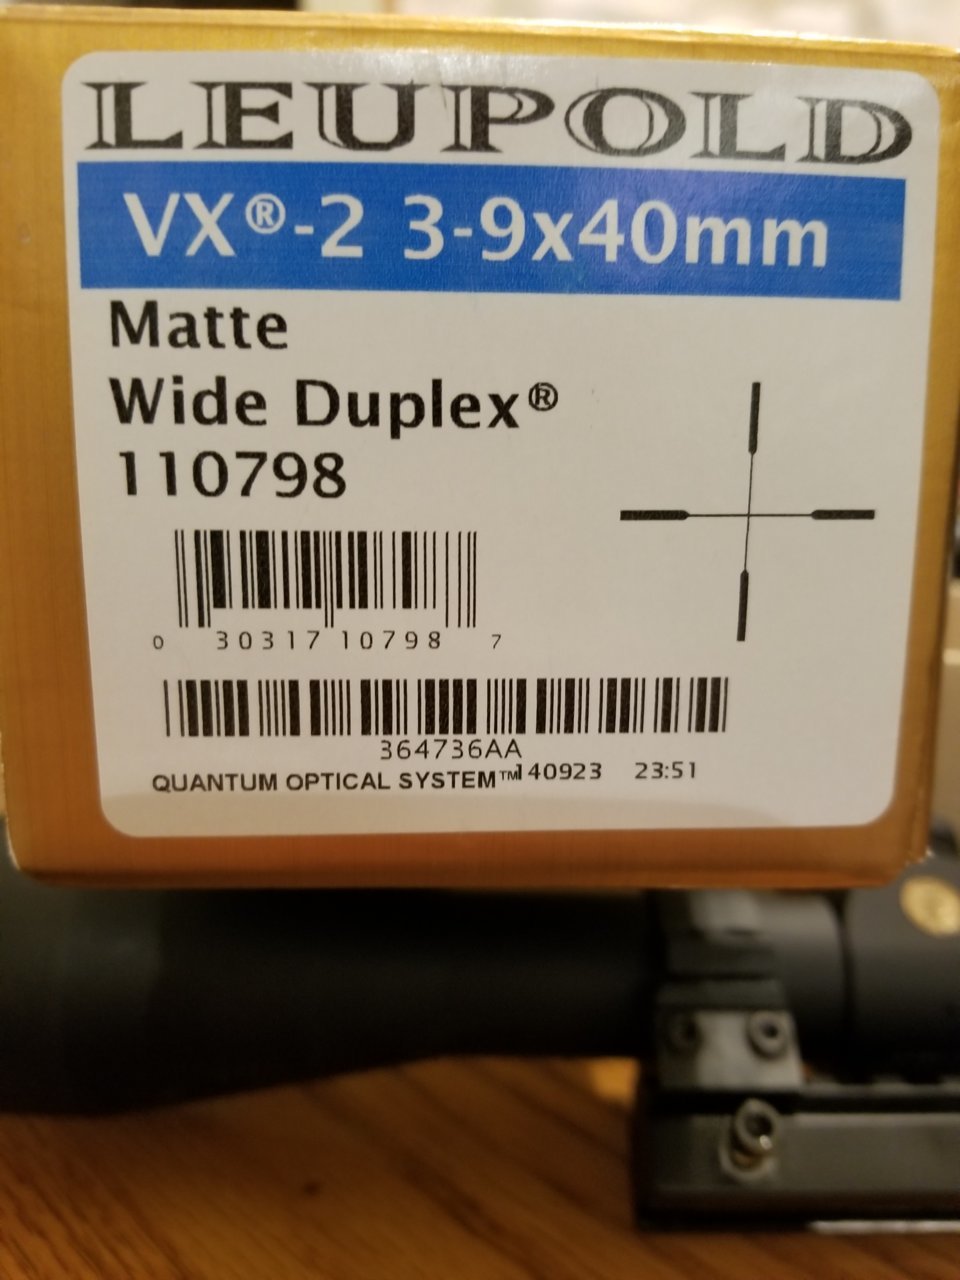 LEUPOLD
VX®-2 3-9x40mm
Matte
Wide Duplex®
110798
0 30317 10798 7
364736AA
QUANTUM OPTICAL SYSTEM™ 140923 23:51